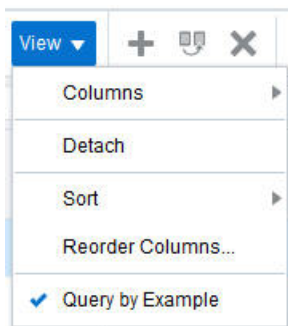 View
Columns
Detach
Sort
Reorder Columns...
Query by Example